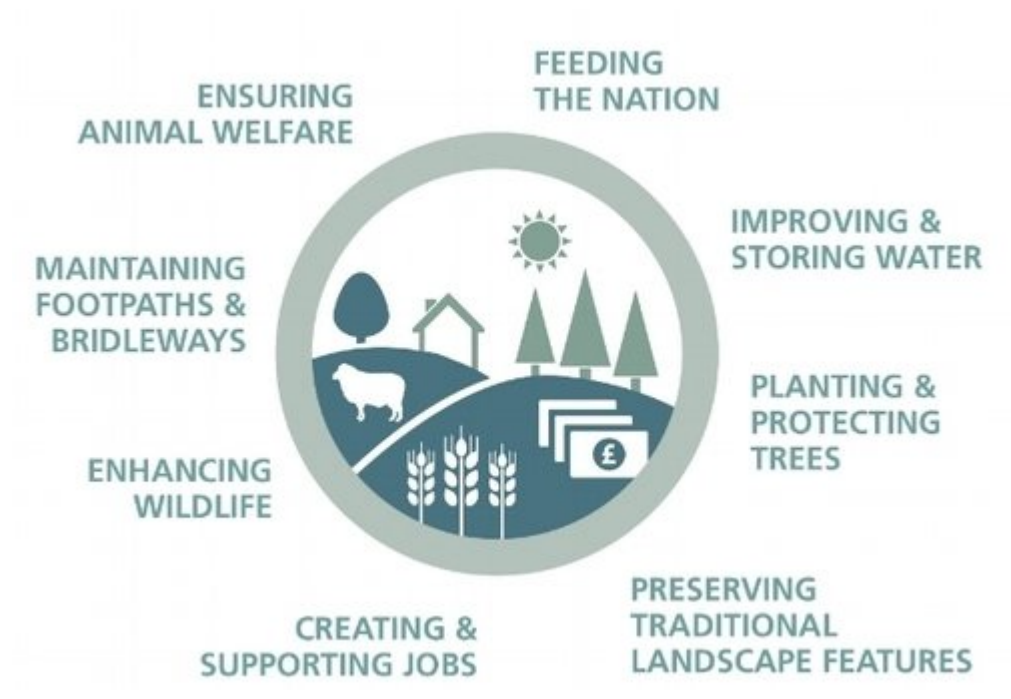 FEEDING
THE NATION
IMPROVING &
STORING WATER
PLANTING &
PROTECTING
TREES
PRESERVING
TRADITIONAL
LANDSCAPE FEATURES
CREATING &
SUPPORTING JOBS
ENHANCING
WILDLIFE
MAINTAINING
FOOTPATHS &
BRIDLEWAYS
ENSURING
ANIMAL WELFARE
£